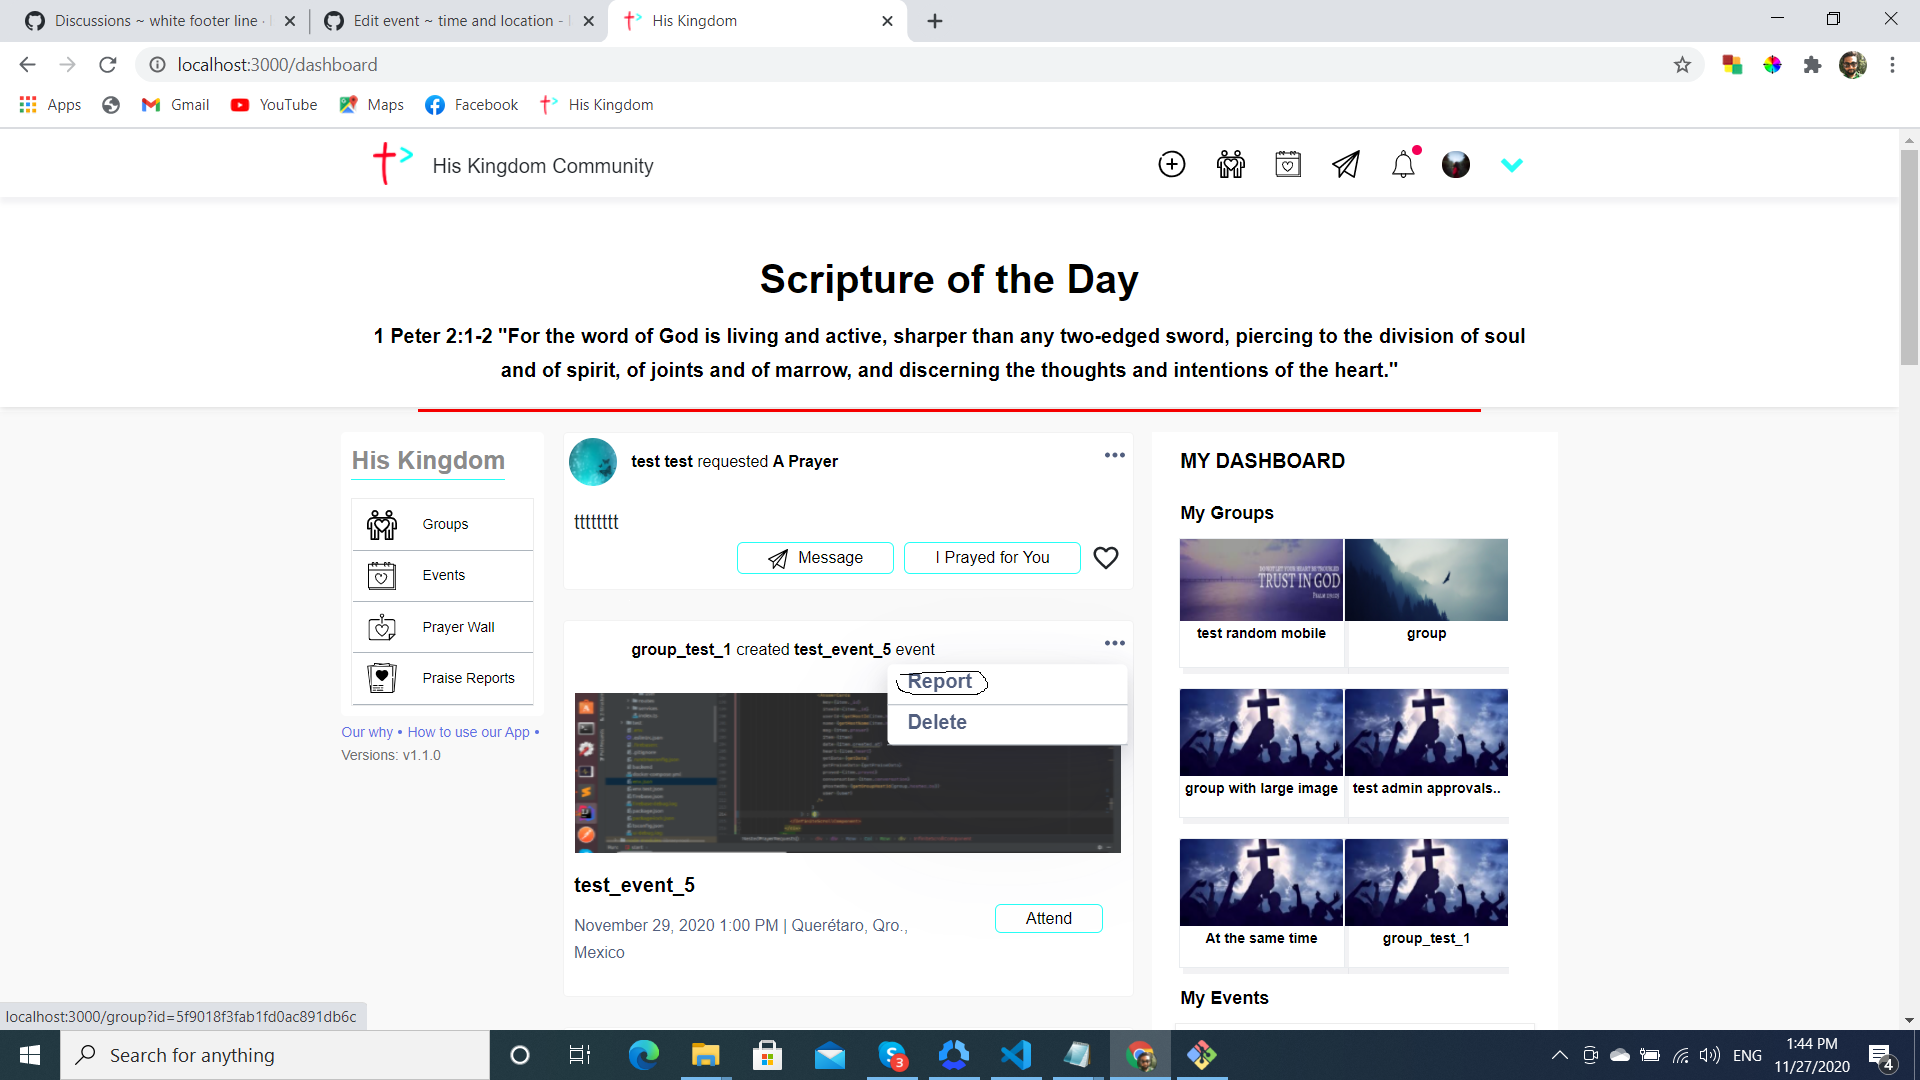 Discussions ~ white footer line ·
Edit event ~ time and location -
His Kingdom
localhost:3000/dashboard
Apps
Gmail
YouTube
Maps
Facebook
His Kingdom
His Kingdom Community
Scripture of the Day
1 Peter 2:1-2 "For the word of God is living and active, sharper than any two-edged sword, piercing to the division of soul
and of spirit, of joints and of marrow, and discerning the thoughts and intentions of the heart."
His Kingdom
Groups
Events
Prayer Wall
Praise Reports
Our why • How to use our App •
Versions: v1.1.0
test test requested A Prayer
tttttttt
Message
I Prayed for You
group_test_1 created test_event_5 event
Report
Delete
test_event_5
November 29, 2020 1:00 PM | Querétaro, Qro.,
Mexico
Attend
MY DASHBOARD
My Groups
TRUST IN GOD
test random mobile
group
group with large image
test admin approvals..
At the same time
group_test_1
My Events
localhost:3000/group?id=5f9018f3fab1fd0ac891db6c
Search for anything
3
ENG
1:44 PM
11/27/2020
4